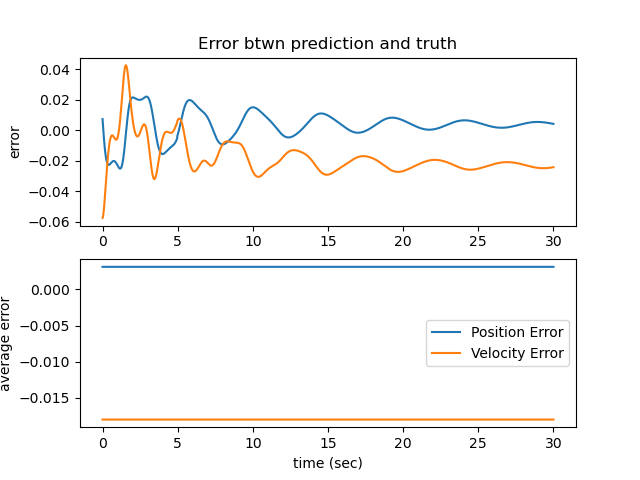 Error btwn prediction and truth
0.04
0.02
0.00
−0.02
−0.04
−0.06
error
0 5 10 15 20 25 30
0.000
−0.005
−0.010
−0.015
average error
Position Error
Velocity Error
0 5 10 15 20 25 30
time (sec)